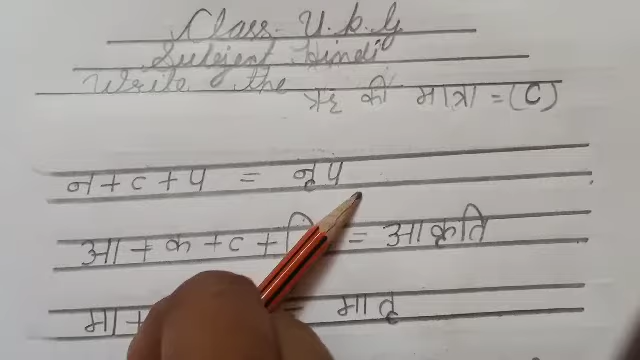 Class U.k.G
Subject Hindi
Write the ऋ की मात्रा = (C)
न + c + प = नृप
आ + क + c + ति = आकृति
मा + = मातृ